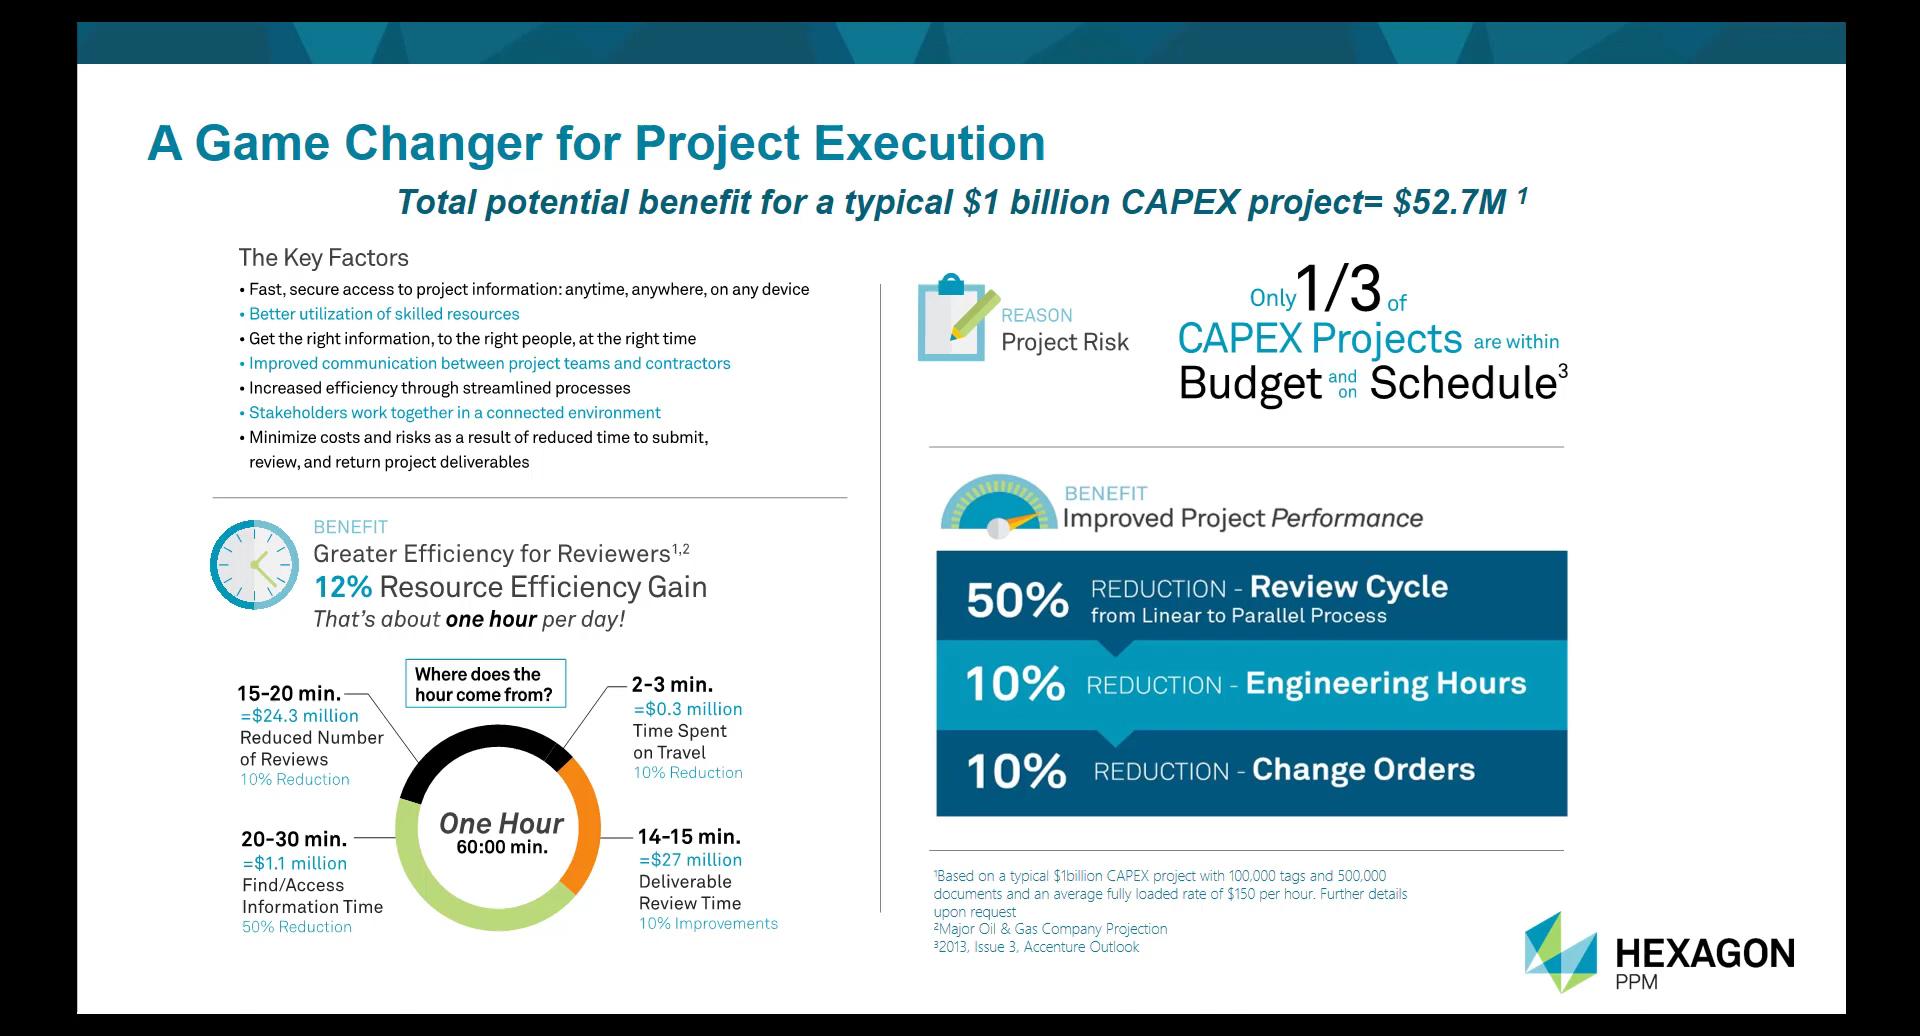 A Game Changer for Project Execution
Total potential benefit for a typical $1 billion CAPEX project= $52.7M ¹
The Key Factors
• Fast, secure access to project information: anytime, anywhere, on any device
• Better utilization of skilled resources
• Get the right information, to the right people, at the right time
• Improved communication between project teams and contractors
• Increased efficiency through streamlined processes
• Stakeholders work together in a connected environment
• Minimize costs and risks as a result of reduced time to submit,
review, and return project deliverables
BENEFIT
Greater Efficiency for Reviewers¹,²
12% Resource Efficiency Gain
That's about one hour per day!
Where does the
hour come from?
15-20 min.
=$24.3 million
Reduced Number
of Reviews
10% Reduction
2-3 min.
=$0.3 million
Time Spent
on Travel
10% Reduction
One Hour
60:00 min.
20-30 min.
=$1.1 million
Find/Access
Information Time
50% Reduction
14-15 min.
=$27 million
Deliverable
Review Time
10% Improvements
REASON
Project Risk
Only 1/3 of
CAPEX Projects are within
Budget and on Schedule³
BENEFIT
Improved Project Performance
50% REDUCTION - Review Cycle
from Linear to Parallel Process
10% REDUCTION - Engineering Hours
10% REDUCTION - Change Orders
¹Based on a typical $1billion CAPEX project with 100,000 tags and 500,000
documents and an average fully loaded rate of $150 per hour. Further details
upon request
²Major Oil & Gas Company Projection
³2013, Issue 3, Accenture Outlook
HEXAGON
PPM